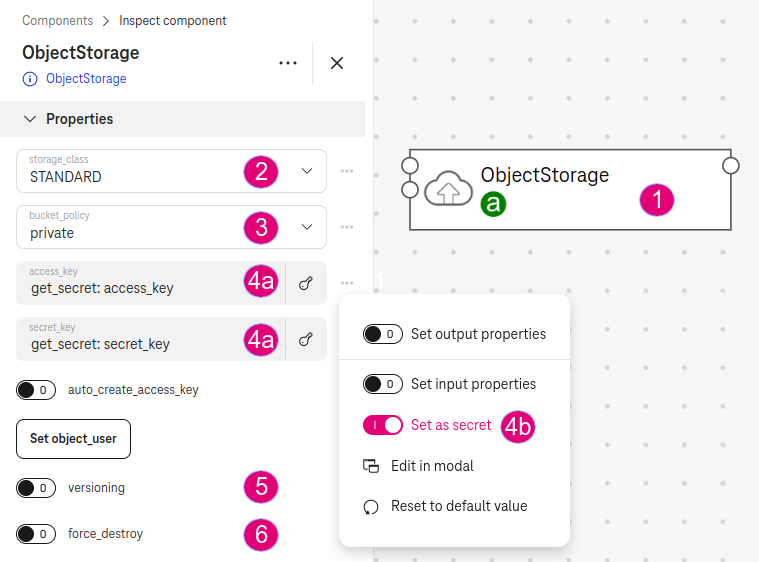 Components > Inspect component
ObjectStorage
ObjectStorage
Properties
storage_class
STANDARD
2
bucket_policy
private
3
access_key
get_secret: access_key
4a
secret_key
get_secret: secret_key
4a
0 auto_create_access_key
Set object_user
0 versioning
5
0 force_destroy
6
ObjectStorage
a
1
1
0 Set output properties
0 Set input properties
Set as secret
4b
Edit in modal
Reset to default value